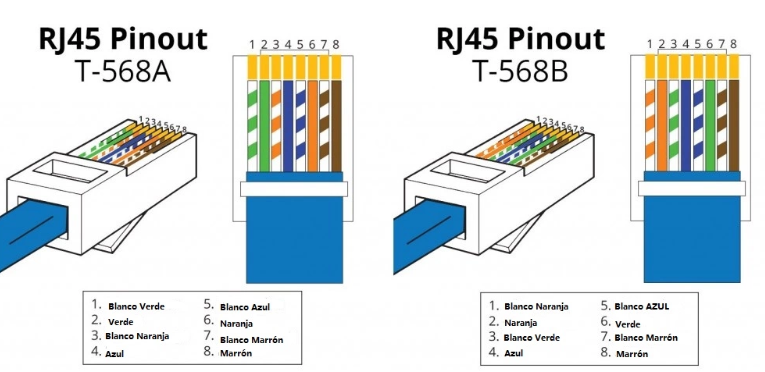 RJ45 Pinout
T-568A
1 2 3 4 5 6 7 8
12345678
1. Blanco Verde
2. Verde
3. Blanco Naranja
4. Azul
5. Blanco Azul
6. Naranja
7. Blanco Marrón
8. Marrón
RJ45 Pinout
T-568B
1 2 3 4 5 6 7 8
12345678
1. Blanco Naranja
2. Naranja
3. Blanco Verde
4. Azul
5. Blanco AZUL
6. Verde
7. Blanco Marrón
8. Marrón